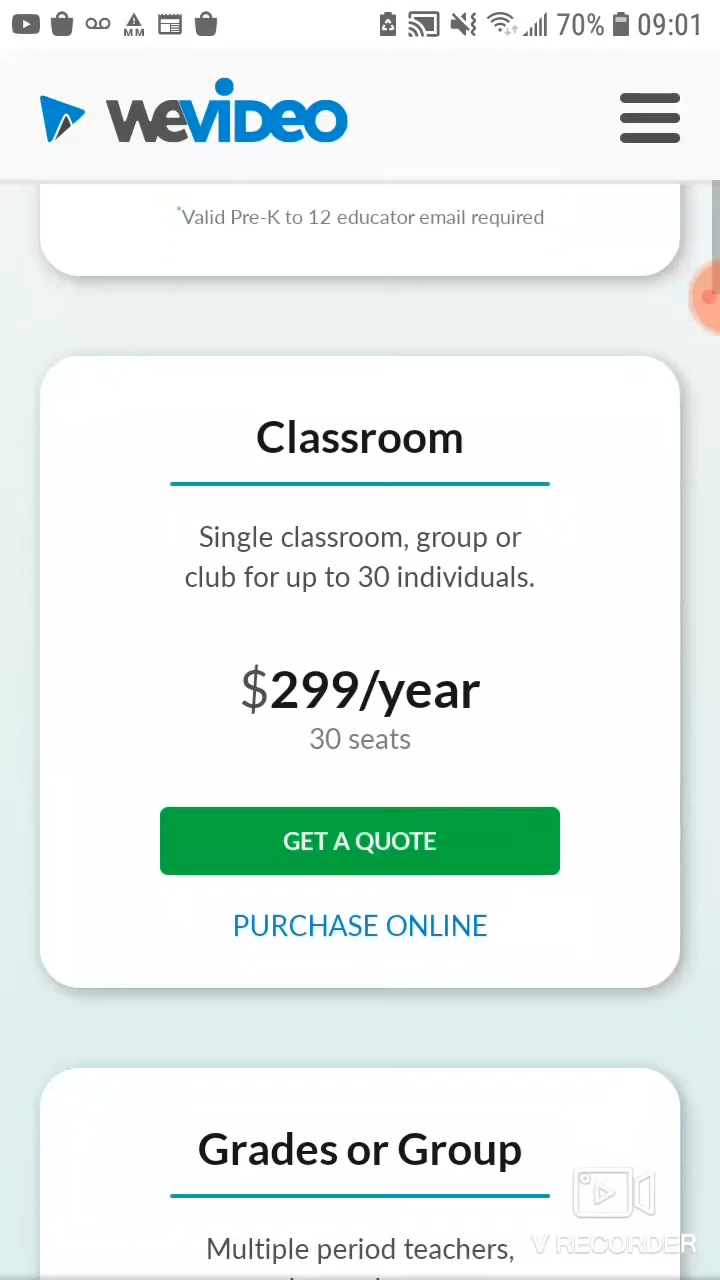 MM
70% 09:01
WEVIDEO
*Valid Pre-K to 12 educator email required
Classroom
Single classroom, group or
club for up to 30 individuals.
$299/year
30 seats
GET A QUOTE
PURCHASE ONLINE
Grades or Group
Multiple period teachers,
V RECORDER